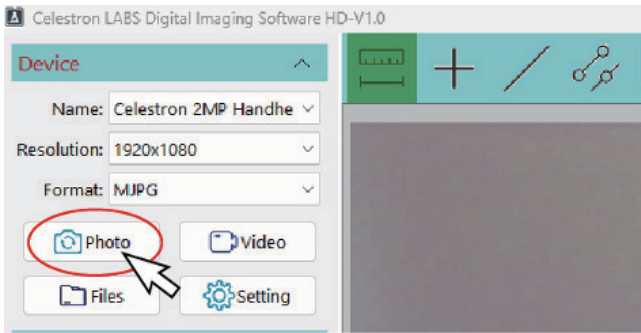 Celestron LABS Digital Imaging Software HD-V1.0
Device
Name: Celestron 2MP Handhe
Resolution: 1920x1080
Format: MJPG
Photo Video
Files Setting